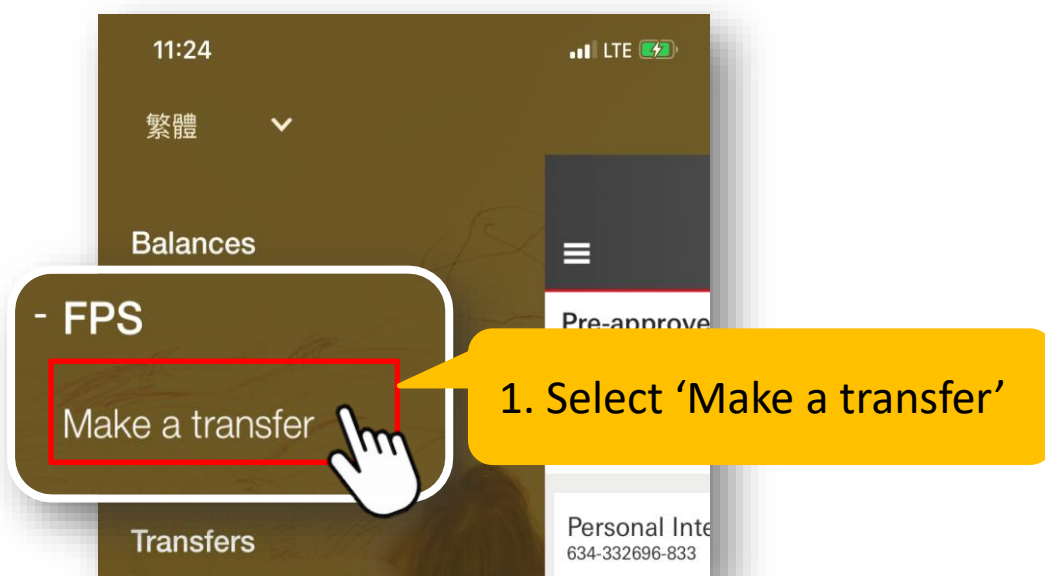 11:24
LTE
繁體
Balances
- FPS
Make a transfer
Pre-approve
1. Select ‘Make a transfer’
Transfers
Personal Inte
634-332696-833